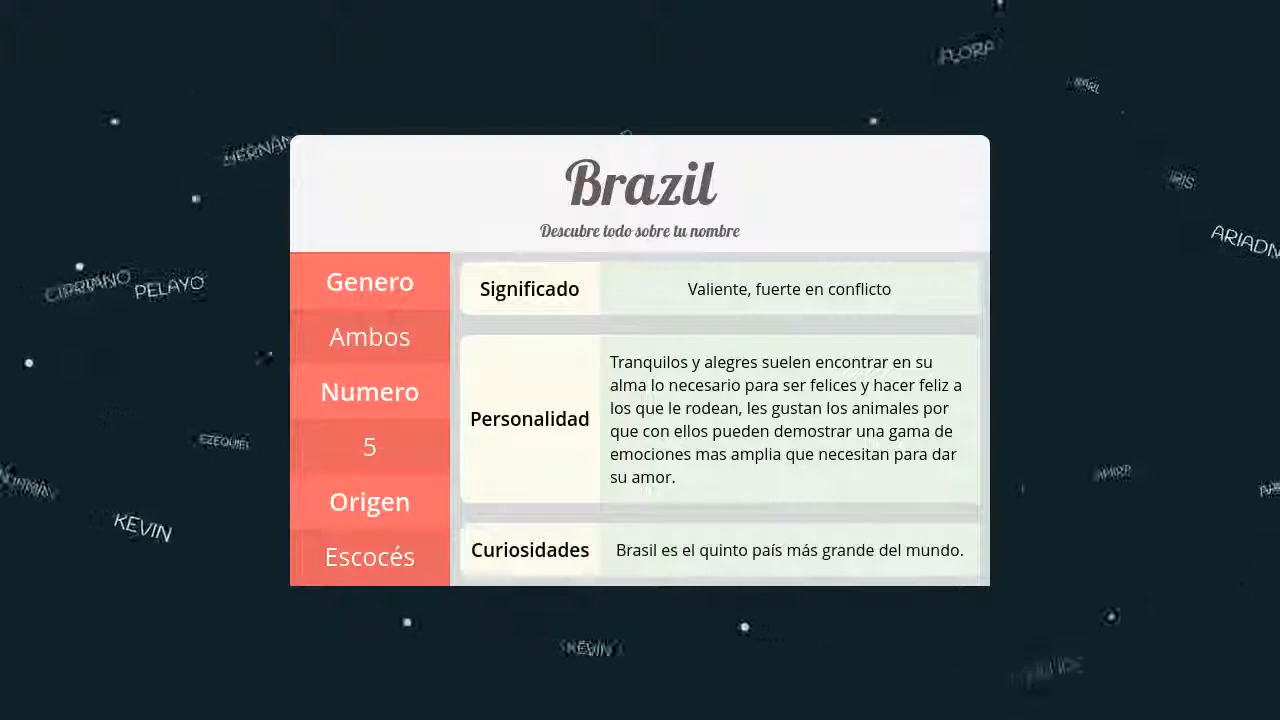 FLORA
IRIS
ARIADN
Brazil
Descubre todo sobre tu nombre
CIPRIANO
PELAYO
Genero
Ambos
Numero
5
Origen
Escocés
Significado
Valiente, fuerte en conflicto
Personalidad
Tranquilos y alegres suelen encontrar en su
alma lo necesario para ser felices y hacer feliz a
los que le rodean, les gustan los animales por
que con ellos pueden demostrar una gama de
emociones mas amplia que necesitan para dar
su amor.
Curiosidades
Brasil es el quinto país más grande del mundo.
EZEQUIEL
KEVIN
KEVIN